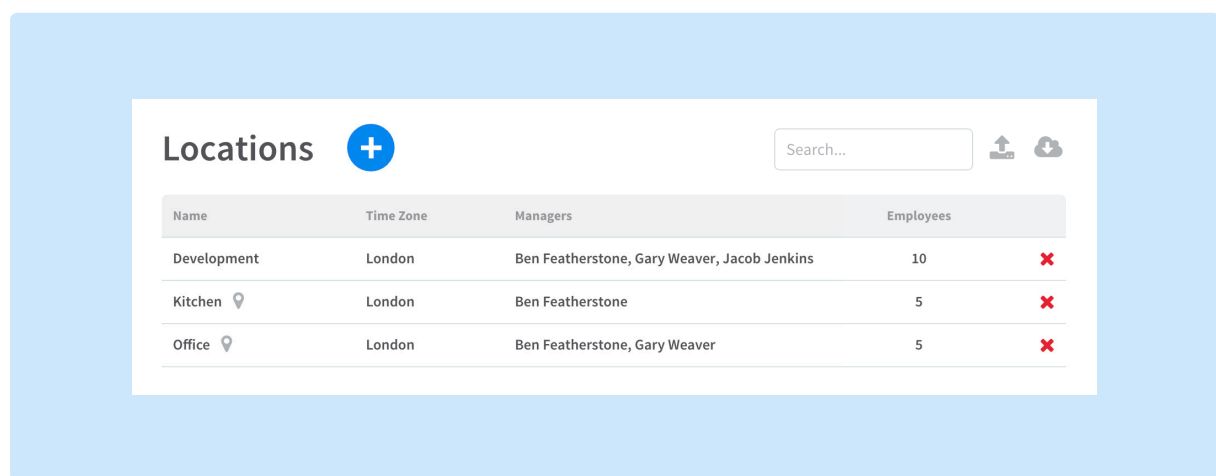 Locations
Search...
Name Time Zone Managers Employees
Development London Ben Featherstone, Gary Weaver, Jacob Jenkins 10
Kitchen London Ben Featherstone 5
Office London Ben Featherstone, Gary Weaver 5